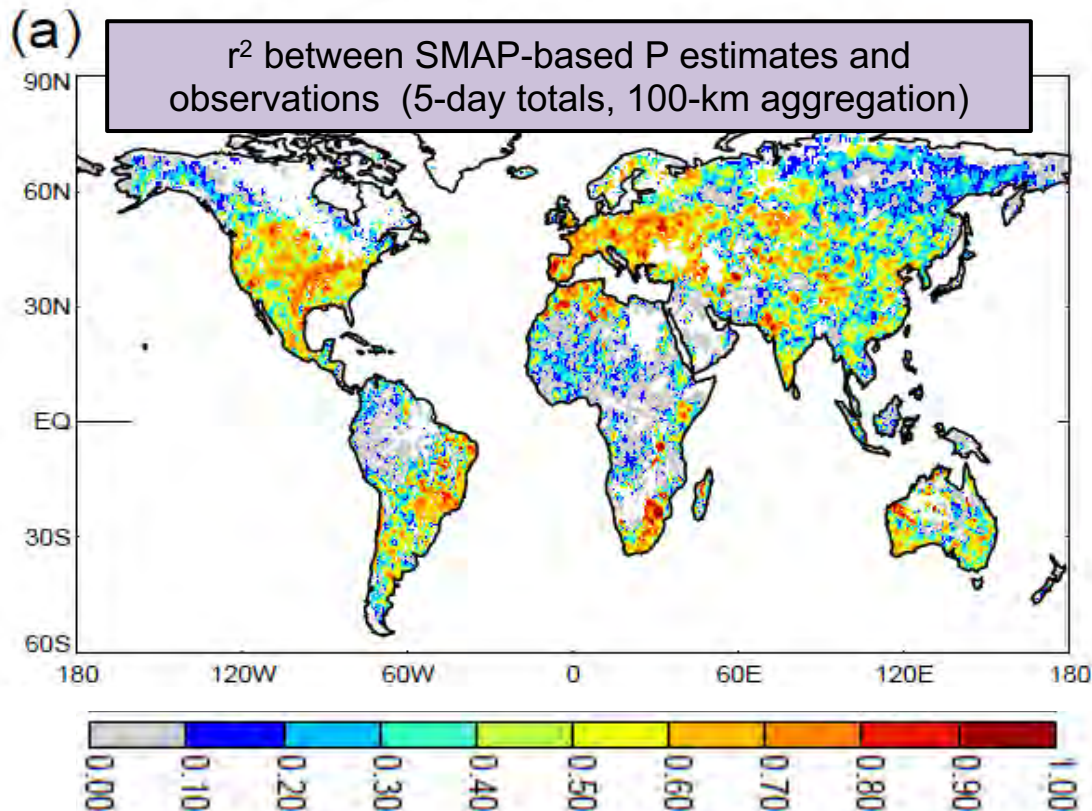 (a)
r² between SMAP-based P estimates and
observations (5-day totals, 100-km aggregation)
90N
60N
30N
EQ
30S
60S
180 120W 60W 0 60E 120E 180
0.00 0.10 0.20 0.30 0.40 0.50 0.60 0.70 0.80 0.90 1.00